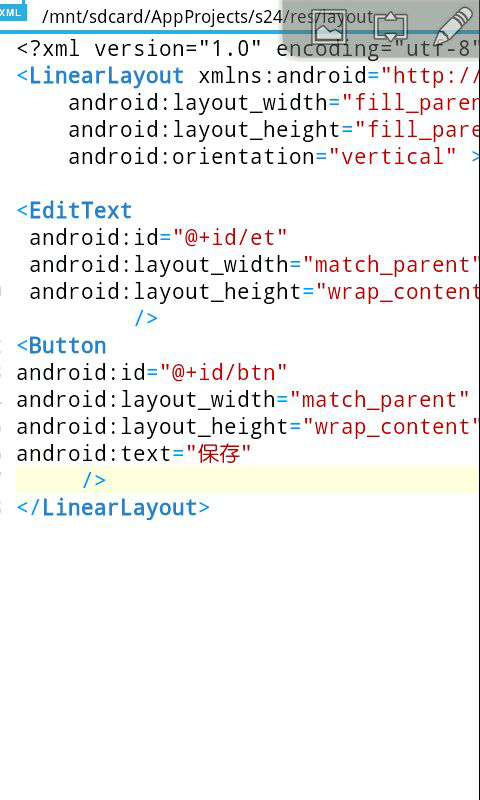 XML
/mnt/sdcard/AppProjects/s24/res/layout
<?xml version="1.0" encoding="utf-8"
<LinearLayout xmlns:android="http://
android:layout_width="fill_paren
android:layout_height="fill_pare
android:orientation="vertical" >
<EditText
android:id="@+id/et"
android:layout_width="match_parent"
android:layout_height="wrap_content
/>
<Button
android:id="@+id/btn"
android:layout_width="match_parent"
android:layout_height="wrap_content"
android:text="保存"
/>
</LinearLayout>